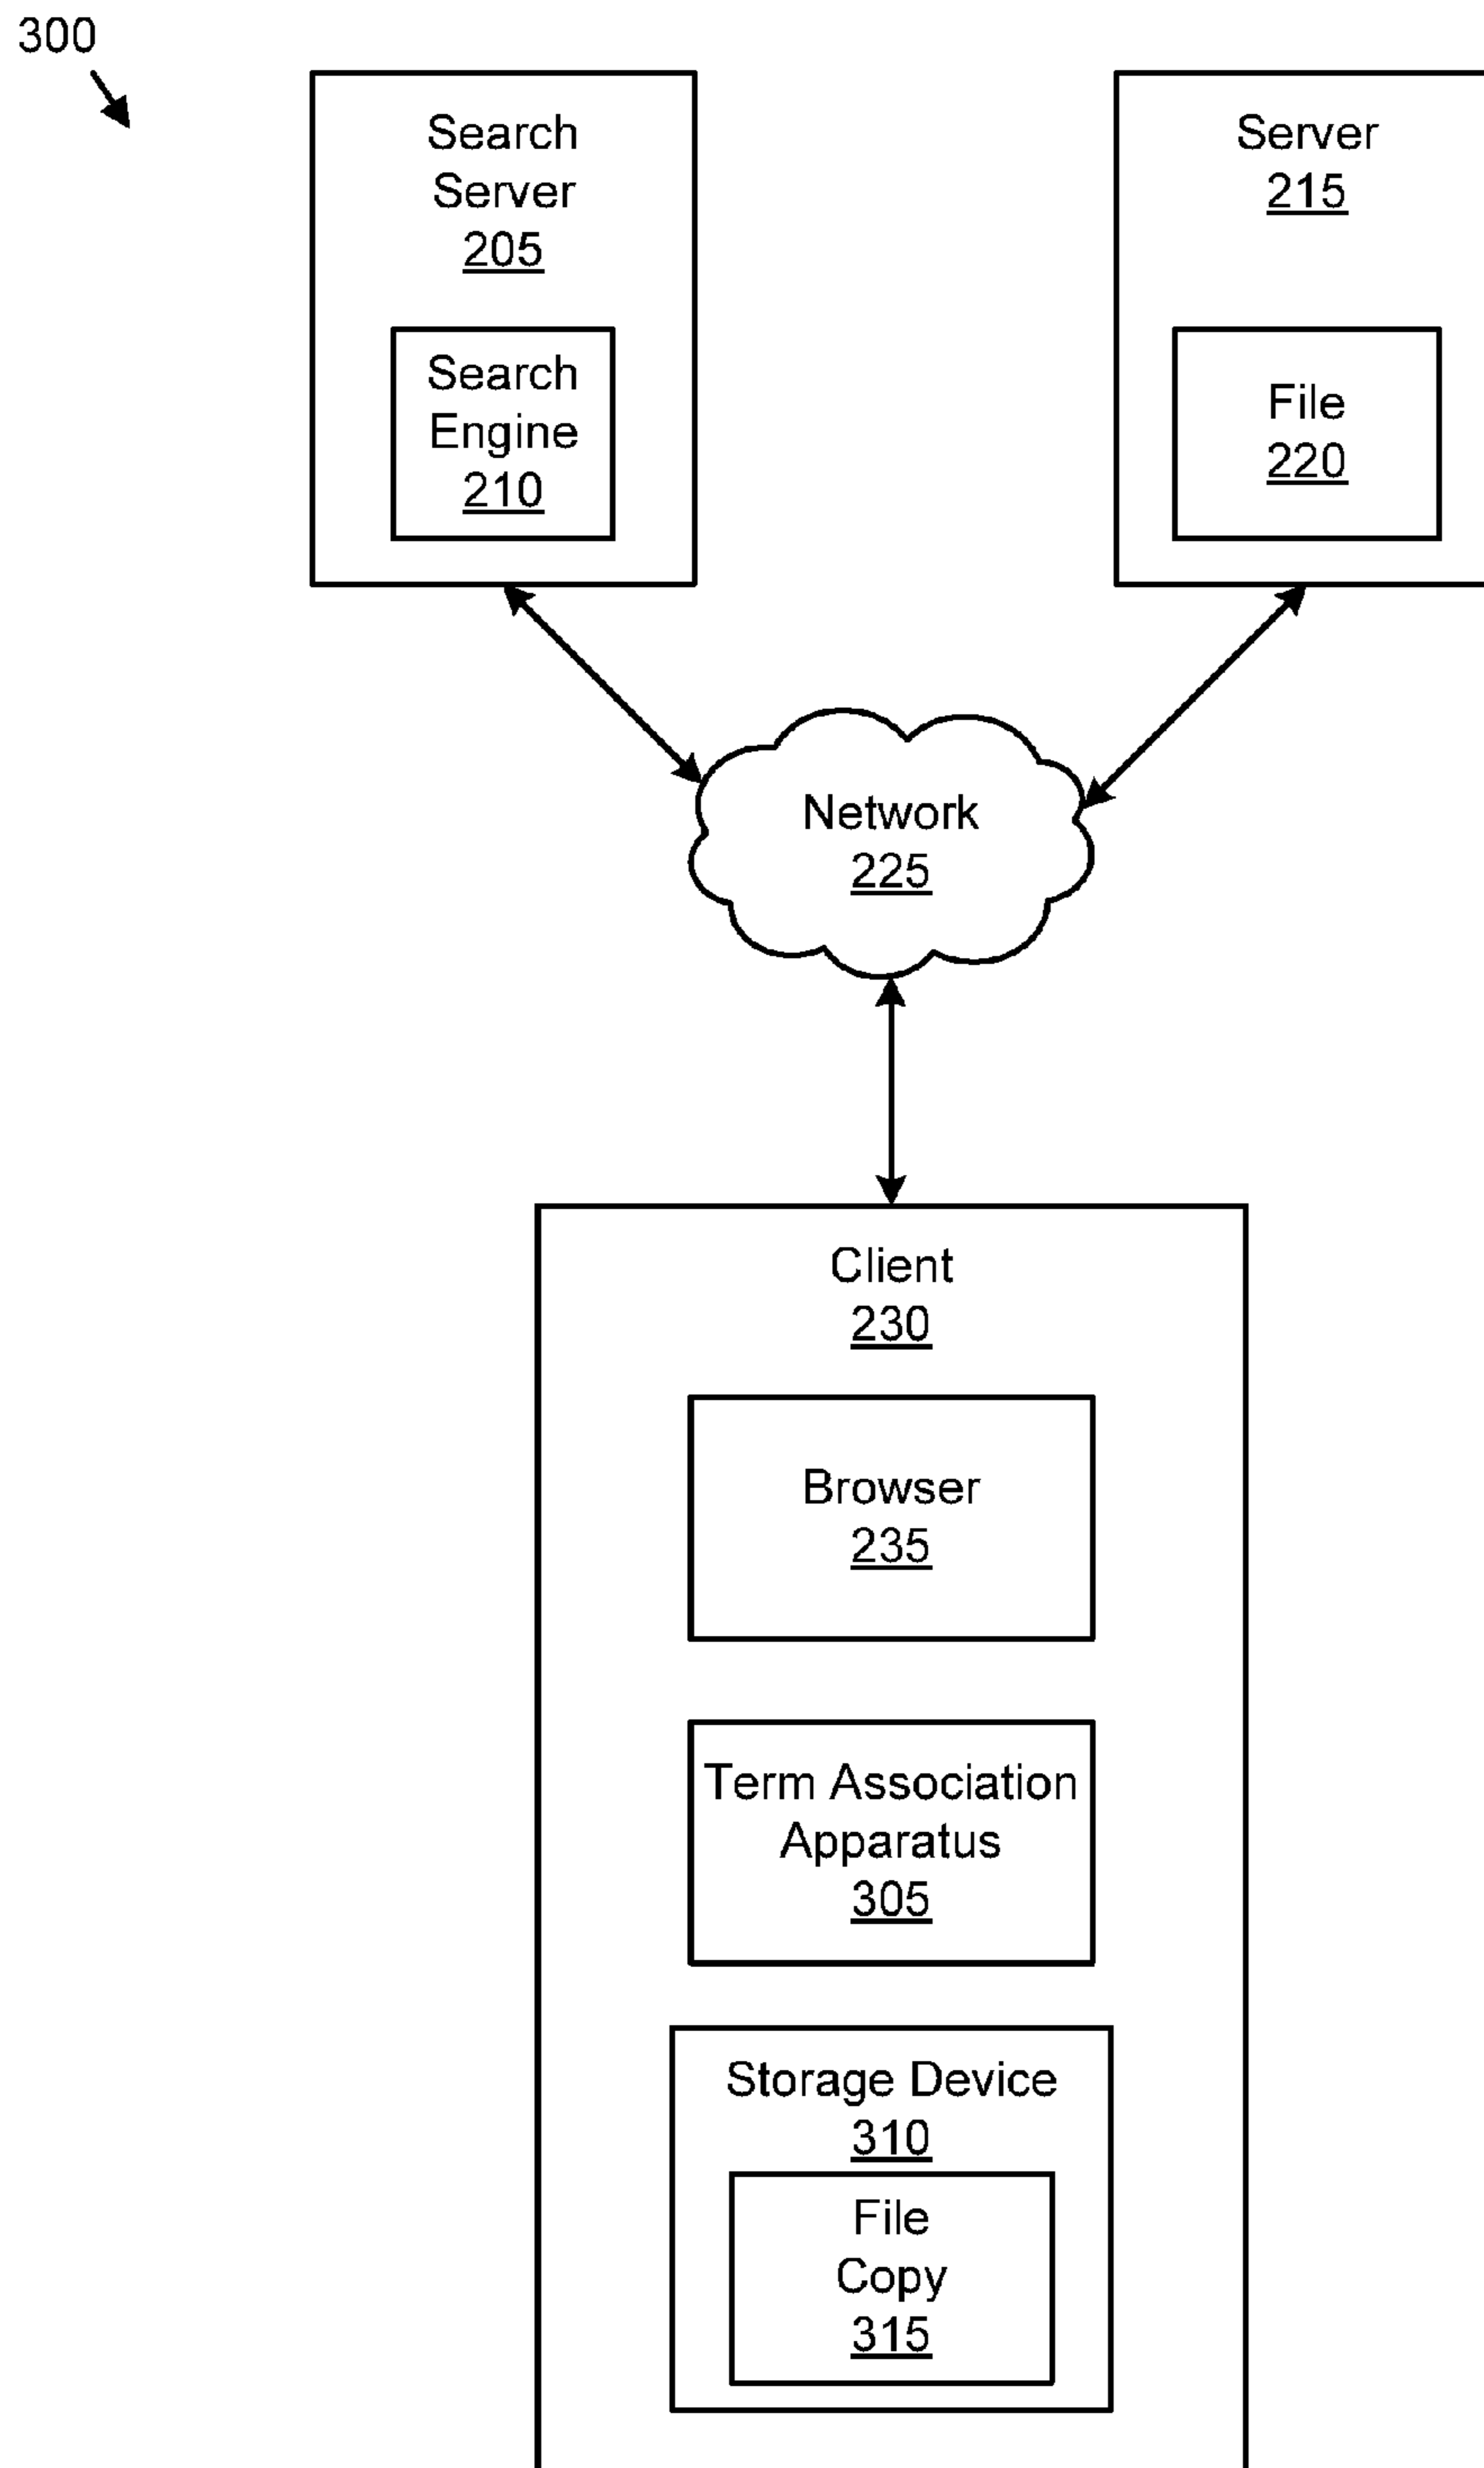 300
Search
Server
205
Search
Engine
210
Server
215
File
220
Network
225
Client
230
Browser
235
Term Association
Apparatus
305
Storage Device
310
File
Copy
315